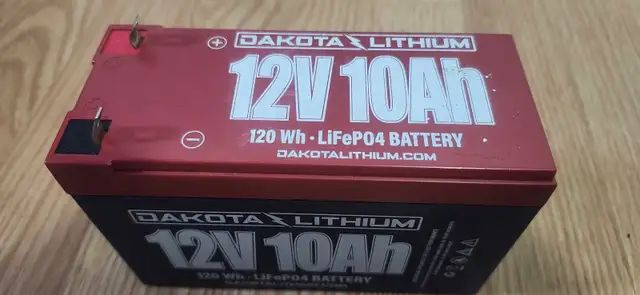 +
DAKOTA LITHIUM
12V 10Ah
−
120 Wh · LiFePO4 BATTERY
DAKOTALITHIUM.COM
DAKOTA LITHIUM
12V 10Ah
120 Wh · LiFePO4 BATTERY